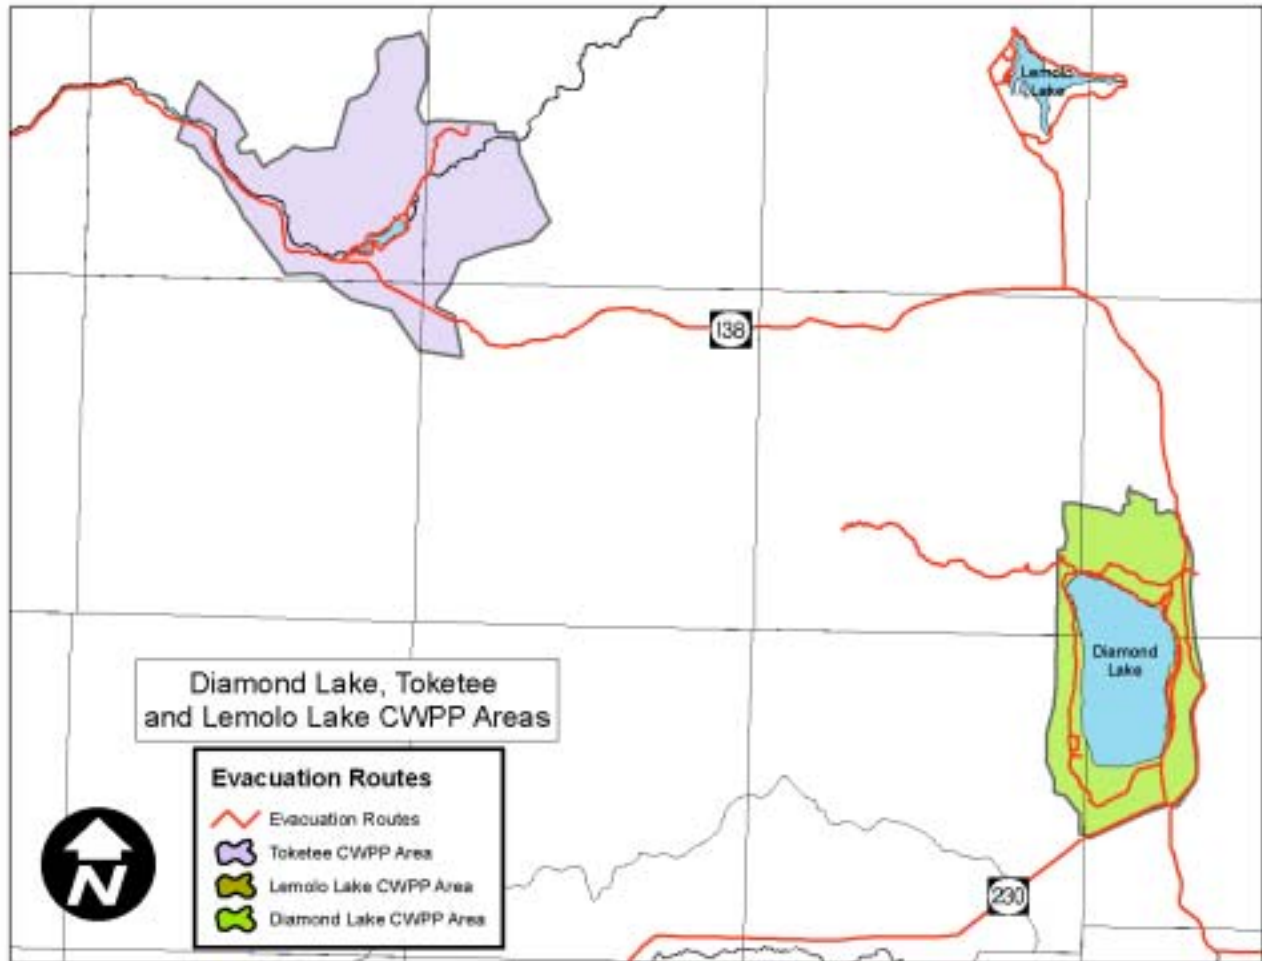 Lemolo
Lake
138
Diamond
Lake
Diamond Lake, Toketee
and Lemolo Lake CWPP Areas
Evacuation Routes
Evacuation Routes
Toketee CWPP Area
Lemolo Lake CWPP Area
Diamond Lake CWPP Area
N
230